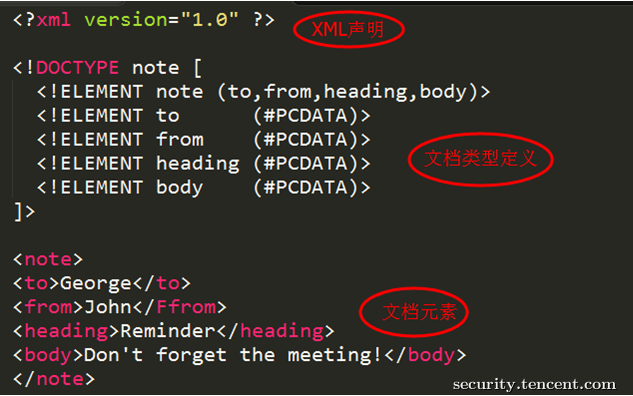 <?xml version="1.0" ?>
XML声明
<!DOCTYPE note [
<!ELEMENT note (to,from,heading,body)>
<!ELEMENT to (#PCDATA)>
<!ELEMENT from (#PCDATA)>
<!ELEMENT heading (#PCDATA)>
<!ELEMENT body (#PCDATA)>
]>
文档类型定义
<note>
<to>George</to>
<from>John</Ffrom>
<heading>Reminder</heading>
<body>Don't forget the meeting!</body>
</note>
文档元素
security.tencent.com